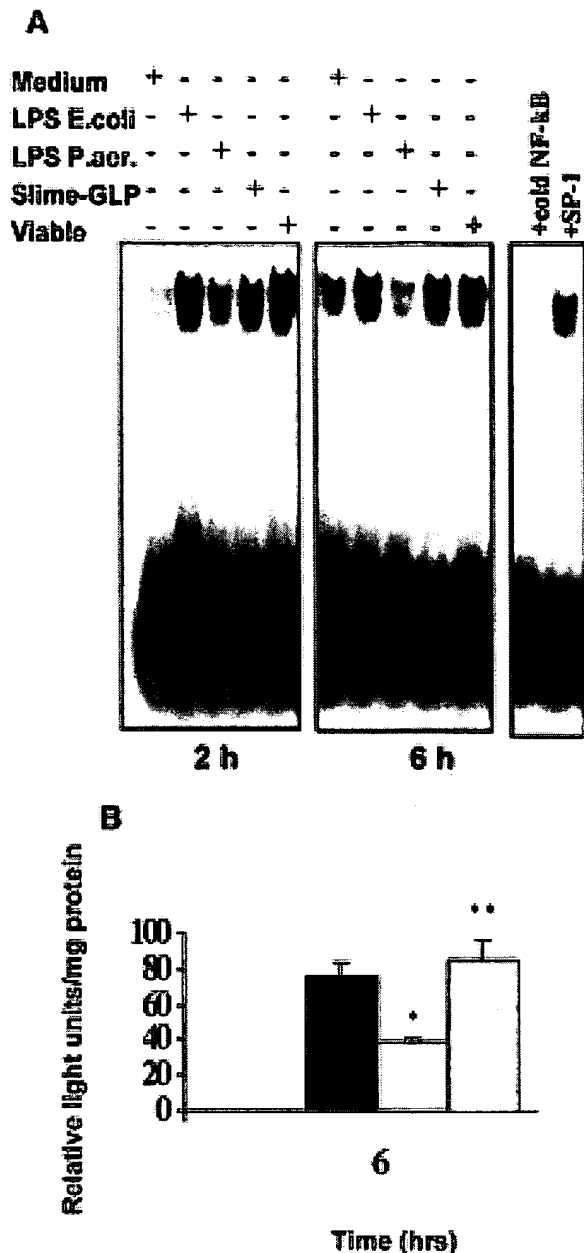 A
Medium + - - - - + - - - -
LPS E.coli - + - - - - + - - -
LPS P.aer. - - + - - - - + - -
Slime-GLP - - - + - - - - + -
Viable - - - - + - - - - +
+cold NF-kB
+SP-1
2 h 6 h
B
Relative light units/mg protein
100
80
60
40
20
0
*
**
6
Time (hrs)